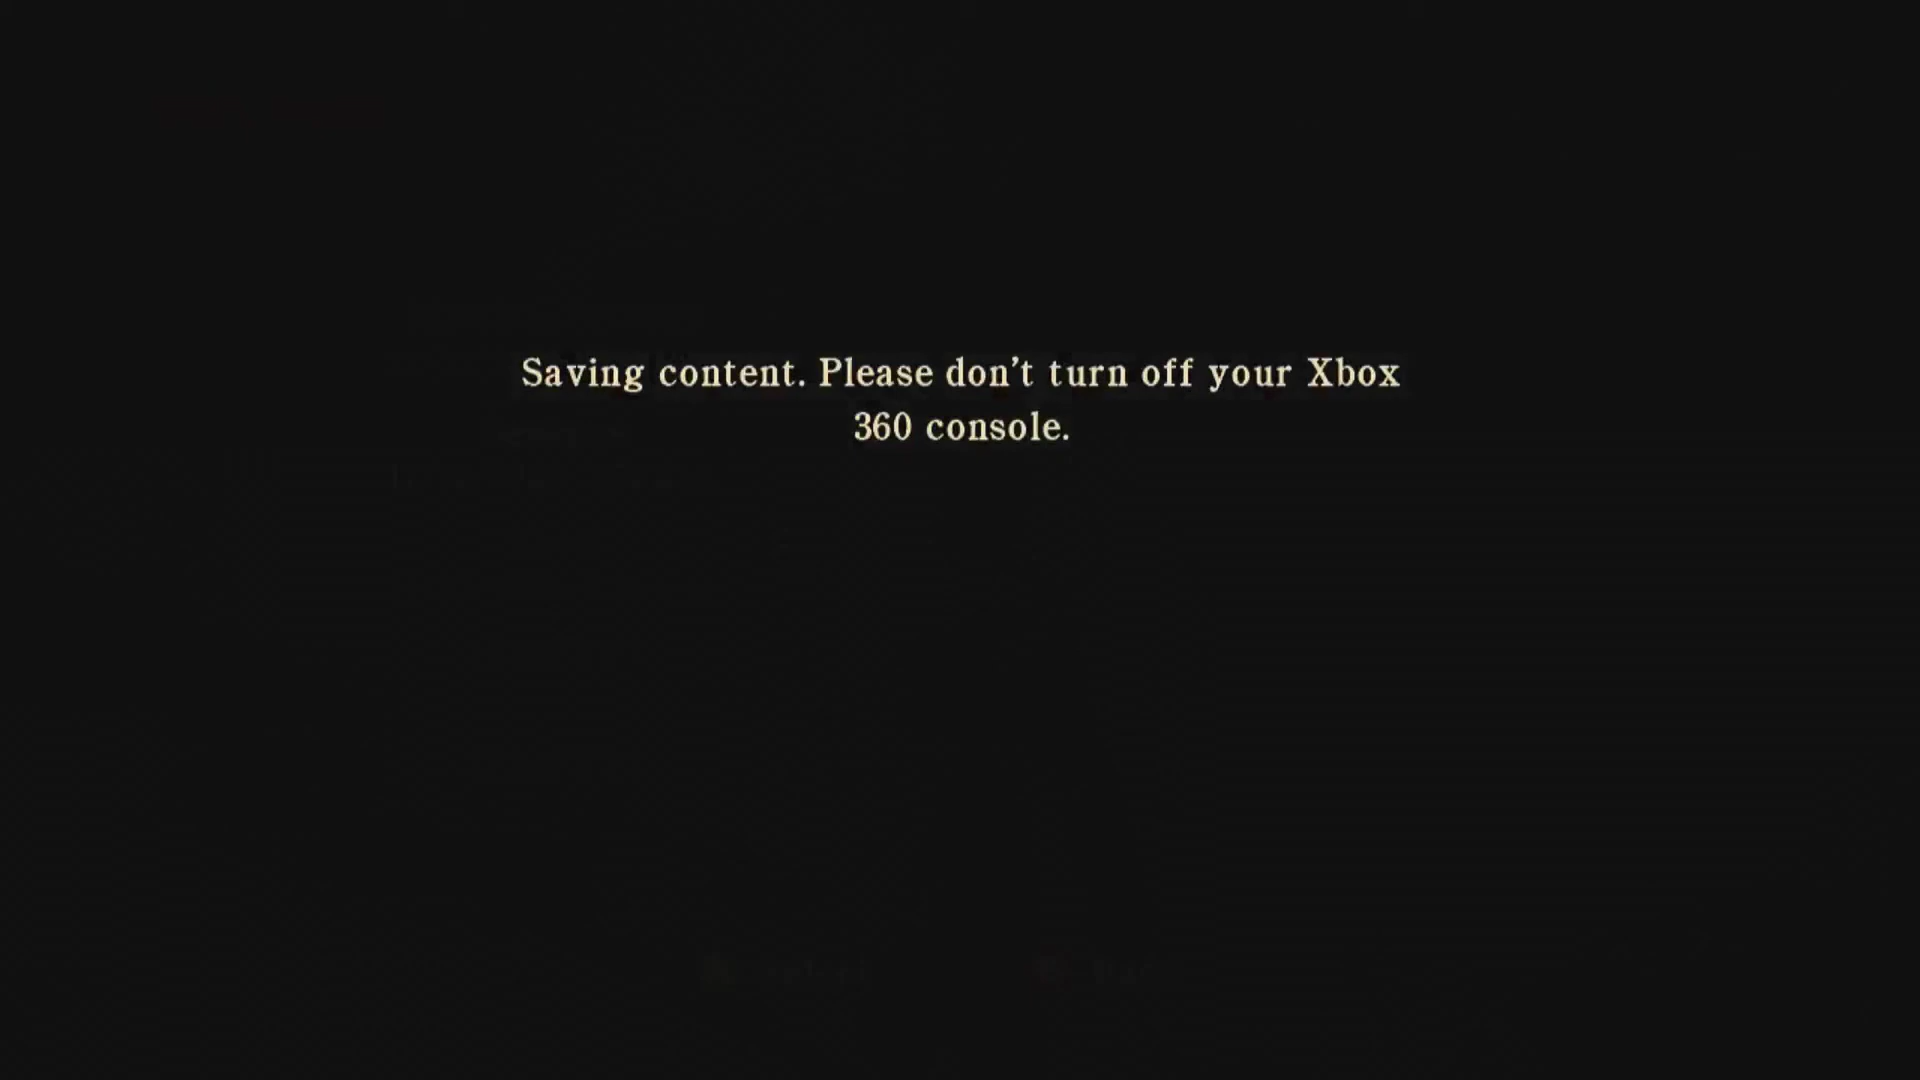 Saving content. Please don't turn off your Xbox
360 console.